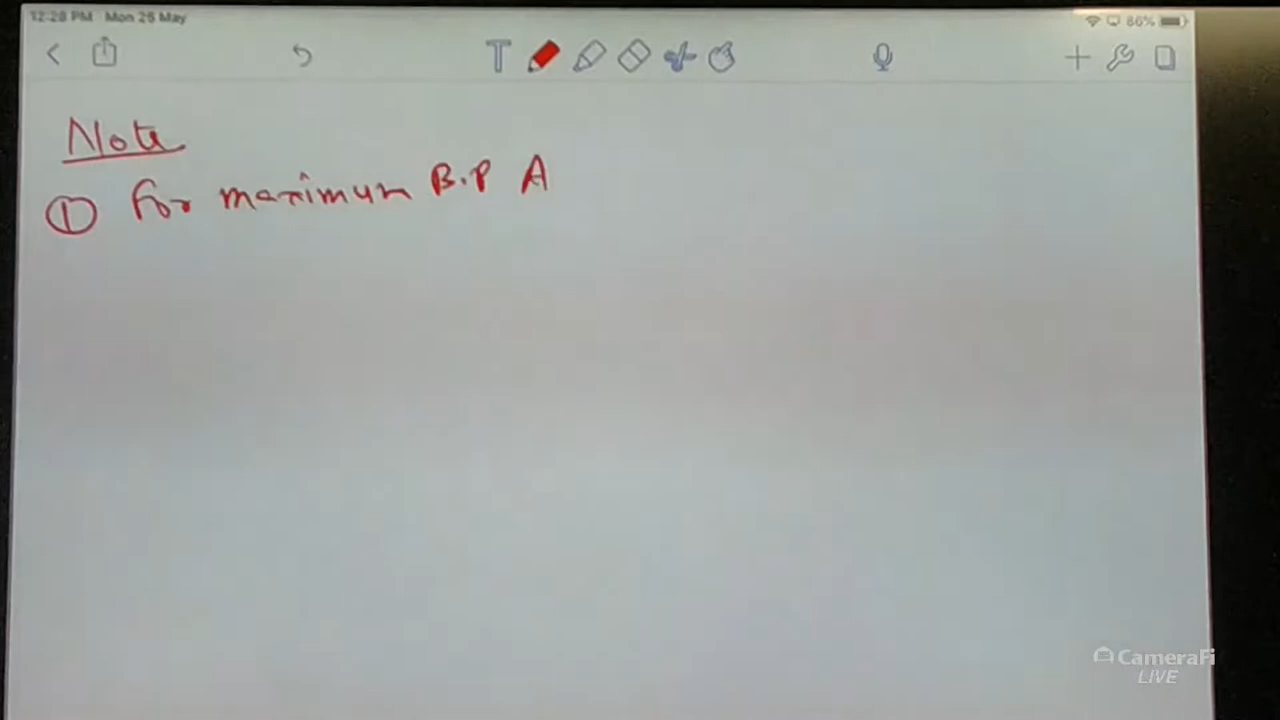 12:28 PM Mon 25 May
86%
T
Note
① For maximum B.P A
CameraFi
LIVE